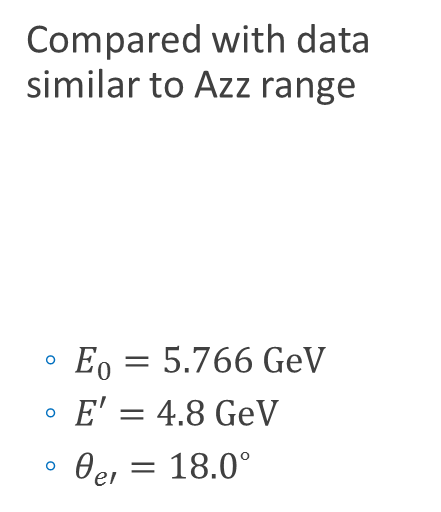 Compared with data
similar to Azz range
◦ E₀ = 5.766 GeV
◦ E′ = 4.8 GeV
◦ θₑ′ = 18.0°